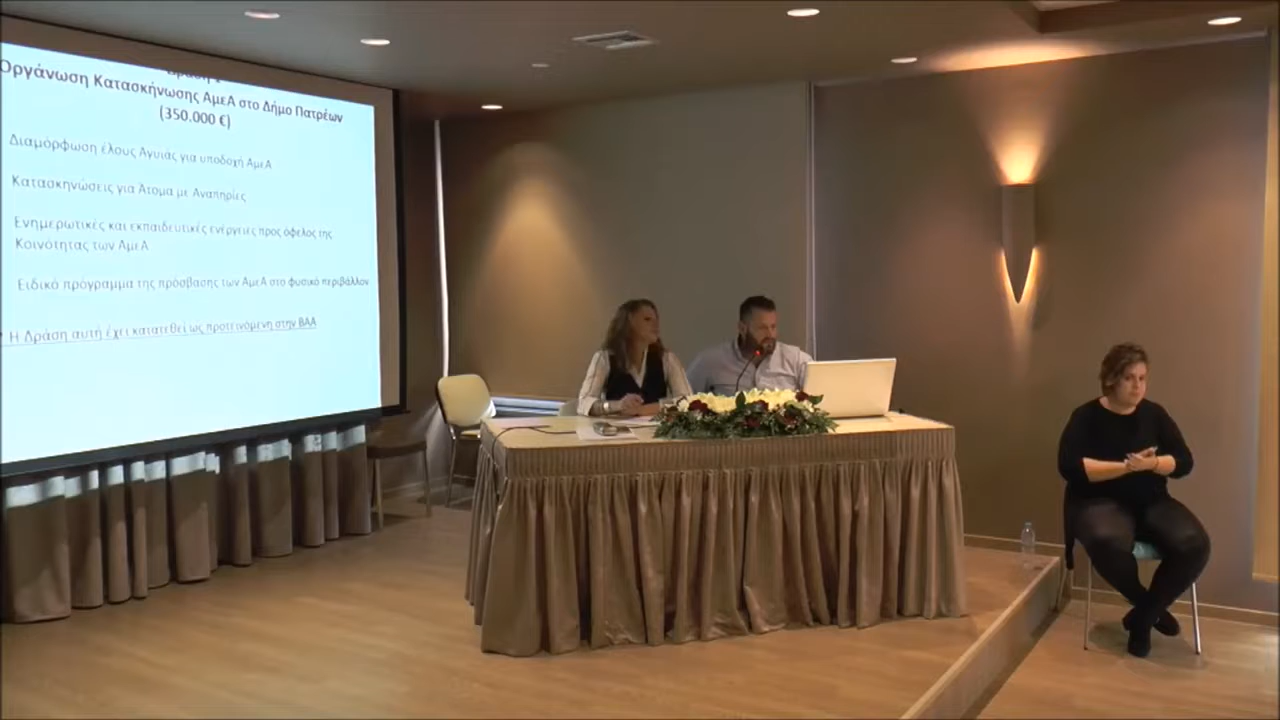 Οργάνωση Κατασκήνωσης ΑμεΑ στο Δήμο Πατρέων
(350.000 €)
Διαμόρφωση έλους Αγυιάς για υποδοχή ΑμεΑ
Κατασκηνώσεις για Άτομα με Αναπηρίες
Ενημερωτικές και εκπαιδευτικές ενέργειες προς όφελος της
Κοινότητας των ΑμεΑ
Ειδικό πρόγραμμα της πρόσβασης των ΑμεΑ στο φυσικό περιβάλλον
Η Δράση αυτή έχει κατατεθεί ως προτεινόμενη στην ΒΑΑ